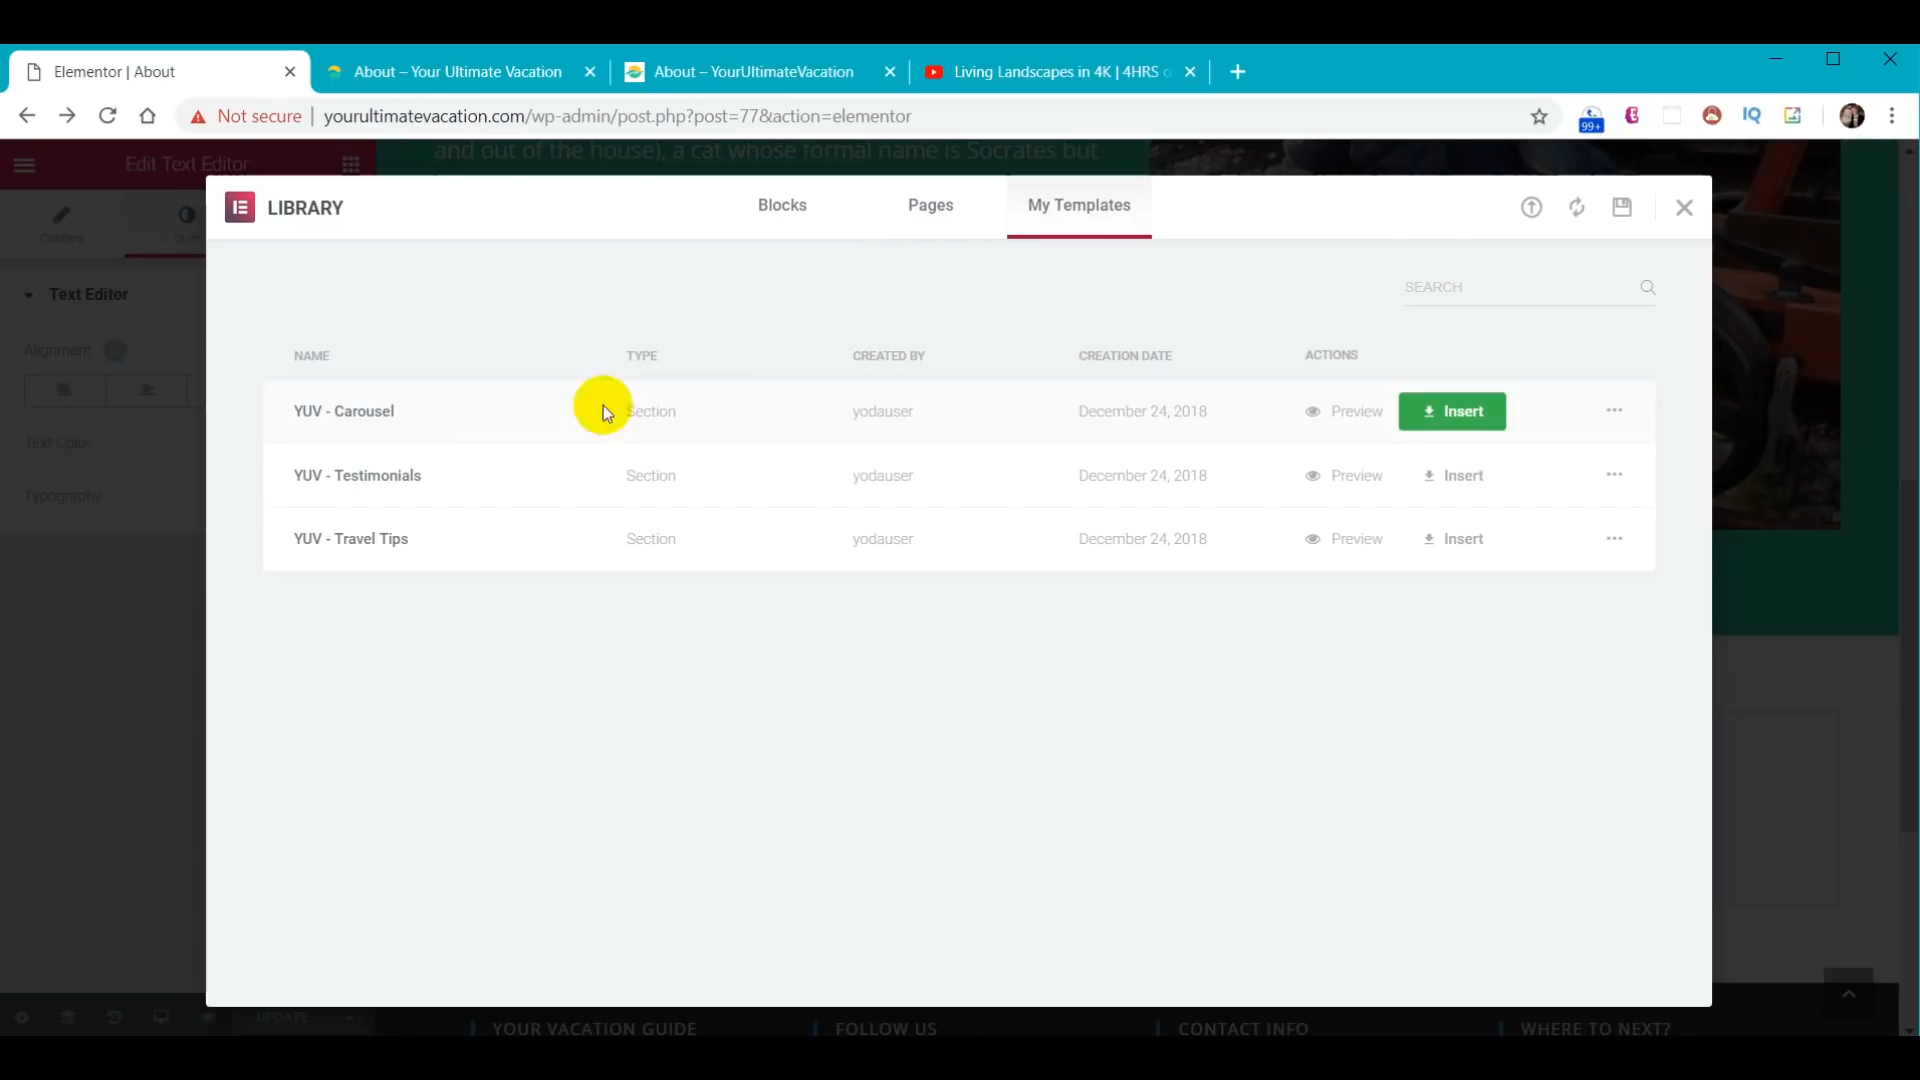 Elementor | About
About – Your Ultimate Vacation
About – YourUltimateVacation
Living Landscapes in 4K | 4HRS o
Not secure | yourultimatevacation.com/wp-admin/post.php?post=77&action=elementor
99+
IQ
Edit Text Editor
and out of the house), a cat whose formal name is Socrates but
Content
Style
LIBRARY
Blocks
Pages
My Templates
Text Editor
Alignment
Text Color
Typography
SEARCH
NAME TYPE CREATED BY CREATION DATE ACTIONS
YUV - Carousel Section yodauser December 24, 2018 Preview Insert
YUV - Testimonials Section yodauser December 24, 2018 Preview Insert
YUV - Travel Tips Section yodauser December 24, 2018 Preview Insert
UPDATE
YOUR VACATION GUIDE
FOLLOW US
CONTACT INFO
WHERE TO NEXT?